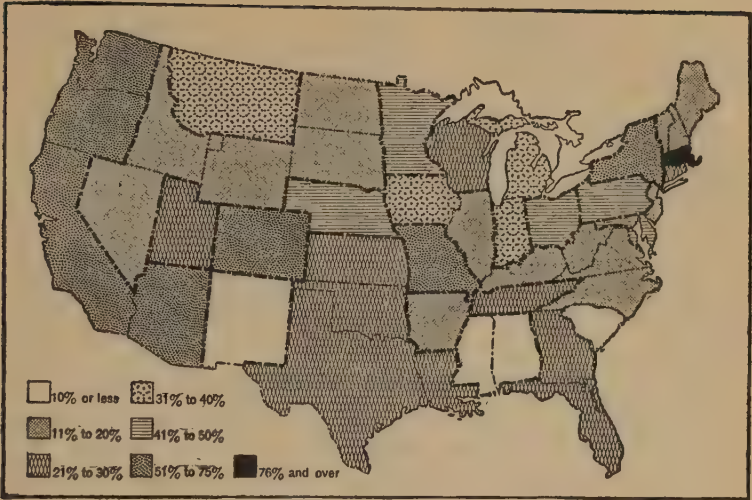 10% or less
31% to 40%
11% to 20%
41% to 50%
21% to 30%
51% to 75%
76% and over